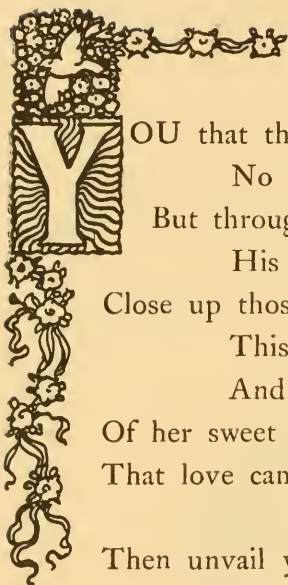 YOU that th
No
But throug
His
Close up thos
This
And
Of her sweet
That love can
Then unvail y